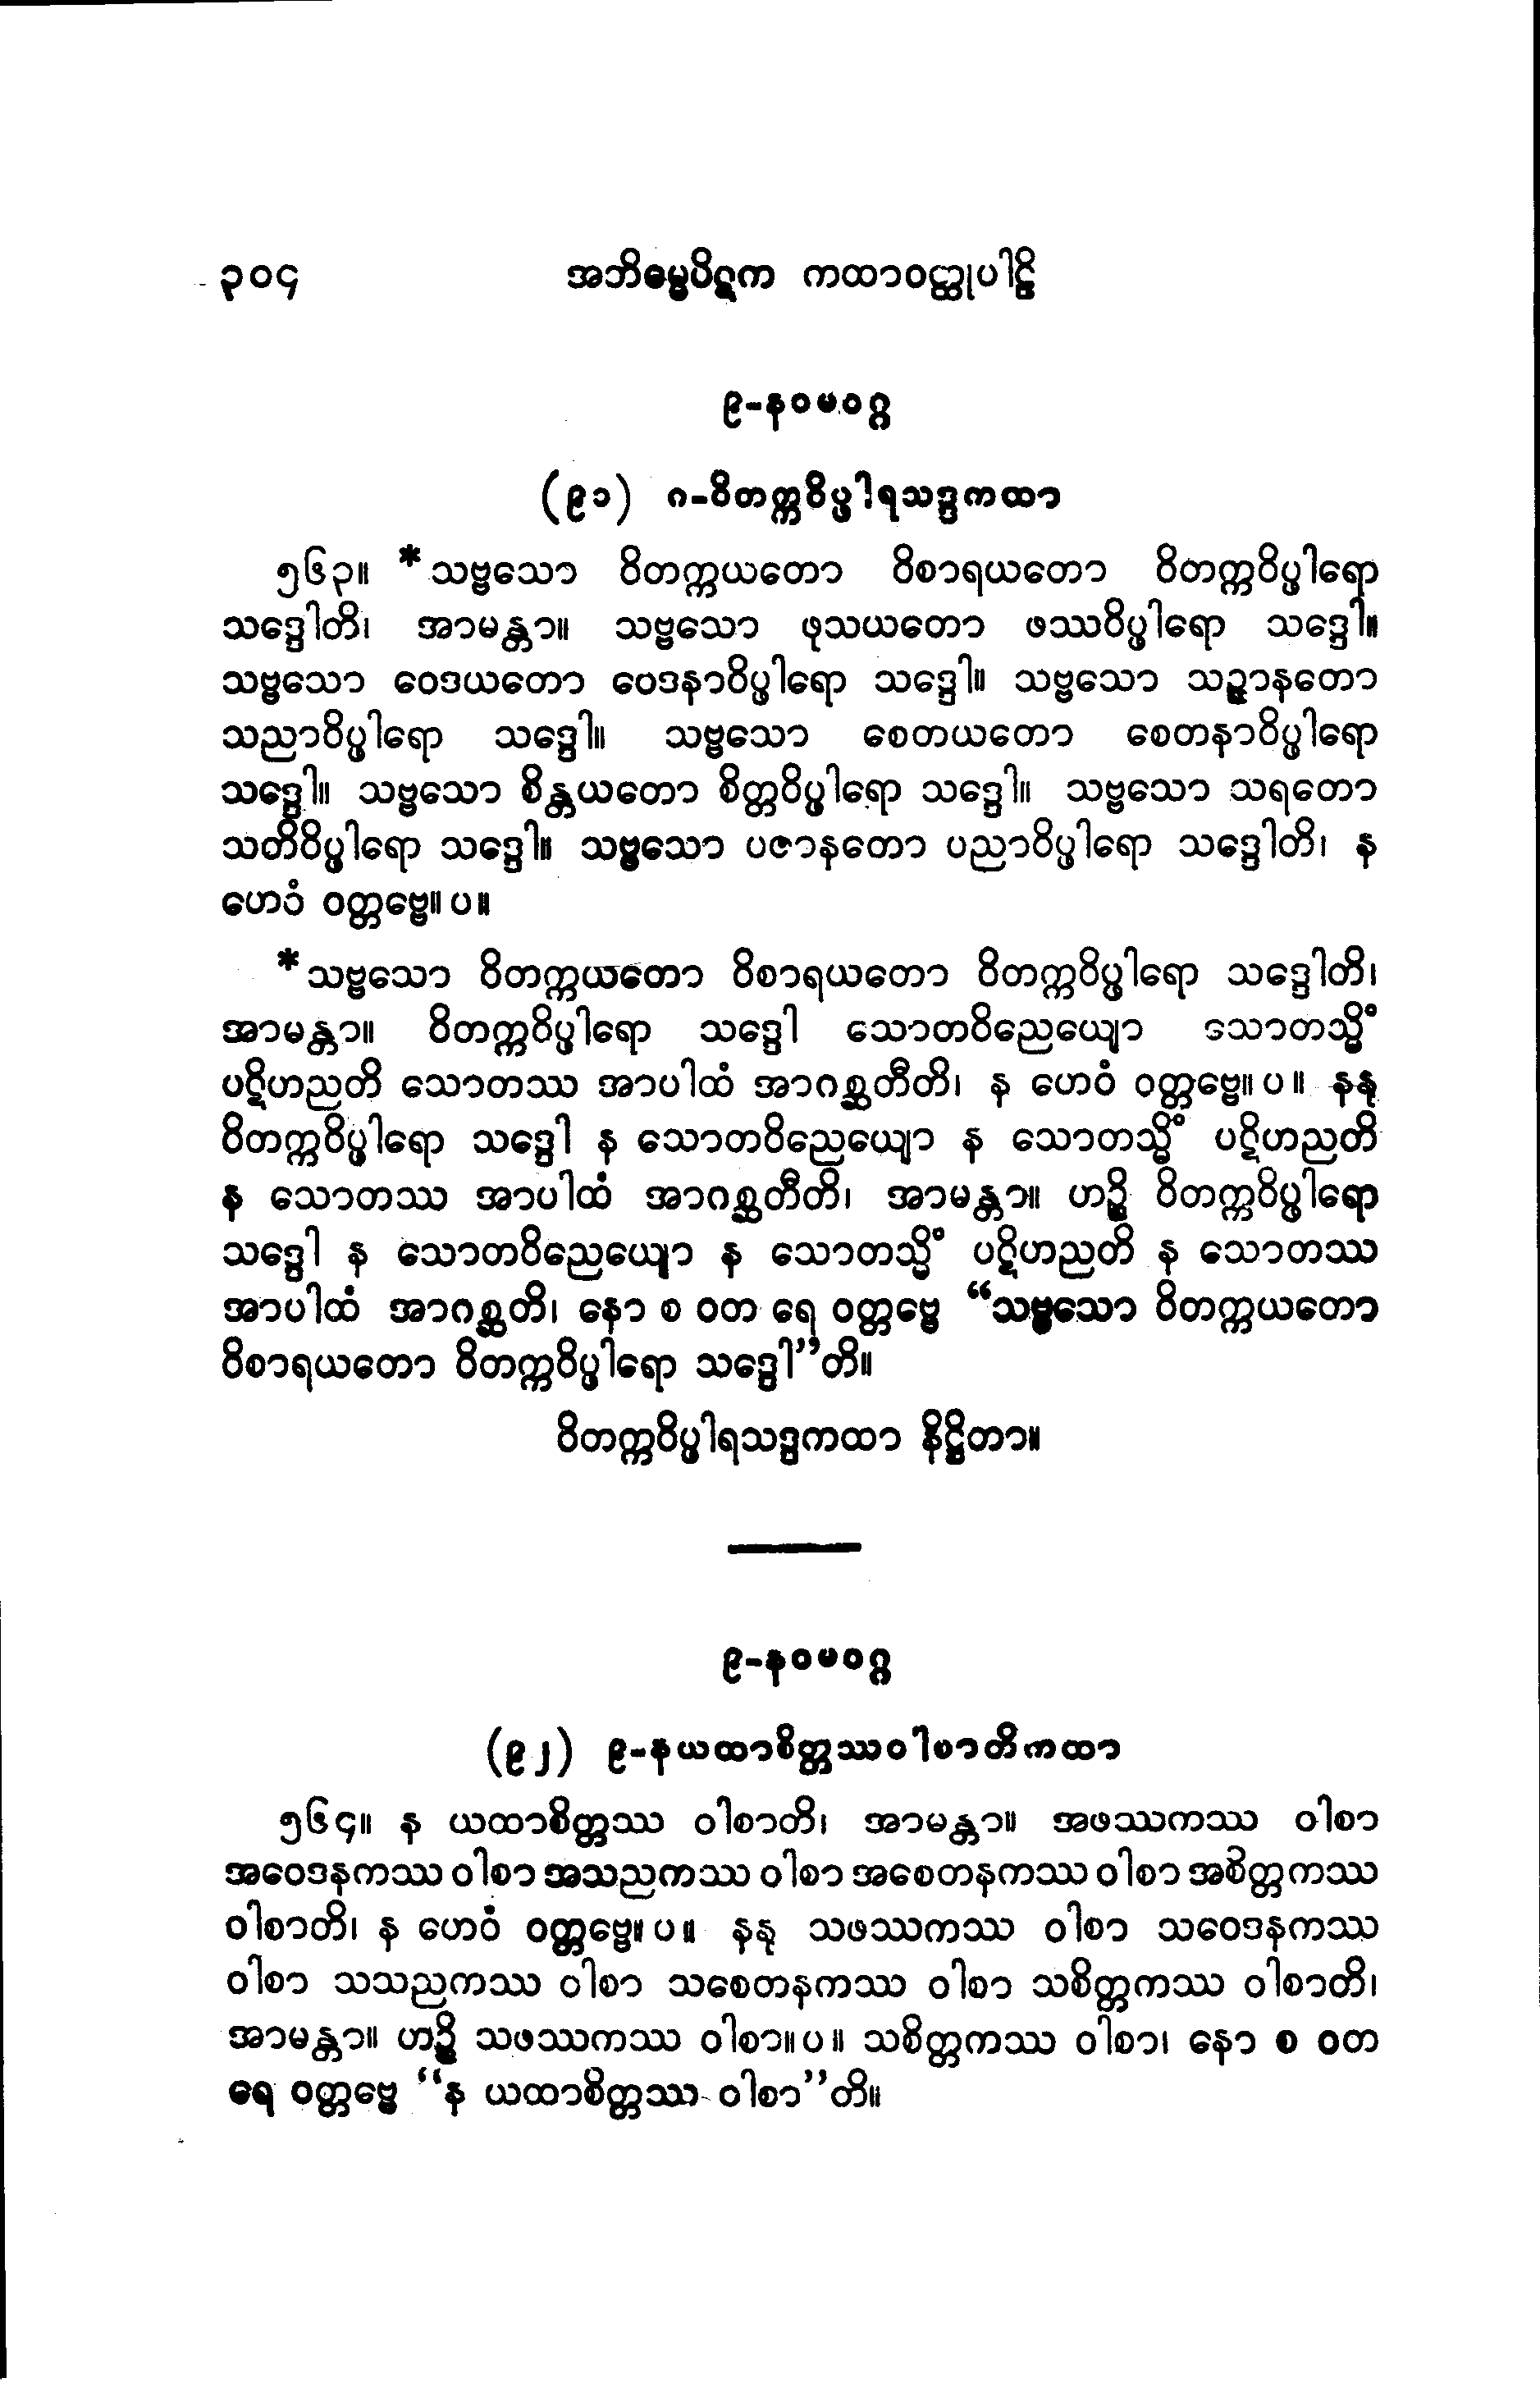 ၃၀၄ အဘိဓမ္မပိဋက ကထာဝတ္ထုပါဠိ
၉-နဝမဝဂ္ဂ
(၉၁) ဂ-ဝိတက္ကဝိပ္ဖါရသဒ္ဒကထာ
၅၆၃။ *သဗ္ဗသော ဝိတက္ကယတော ဝိစာရယတော ဝိတက္ကဝိပ္ဖါရော
သဒ္ဒေါတိ၊ အာမန္တာ။ သဗ္ဗသော ဖုသယတော ဖဿဝိပ္ဖါရော သဒ္ဒေါ။
သဗ္ဗသော ဝေဒယတော ဝေဒနာဝိပ္ဖါရော သဒ္ဒေါ။ သဗ္ဗသော သဉ္ဇာနတော
သညာဝိပ္ဖါရော သဒ္ဒေါ။ သဗ္ဗသော စေတယတော စေတနာဝိပ္ဖါရော
သဒ္ဒေါ။ သဗ္ဗသော စိန္တယတော စိတ္တဝိပ္ဖါရော သဒ္ဒေါ။ သဗ္ဗသော သရတော
သတိဝိပ္ဖါရော သဒ္ဒေါ။ သဗ္ဗသော ပဇာနတော ပညာဝိပ္ဖါရော သဒ္ဒေါတိ၊ န
ဟေဝံ ဝတ္တဗ္ဗေ။ပ။
*သဗ္ဗသော ဝိတက္ကယတော ဝိစာရယတော ဝိတက္ကဝိပ္ဖါရော သဒ္ဒေါတိ၊
အာမန္တာ။ ဝိတက္ကဝိပ္ဖါရော သဒ္ဒေါ သောတဝိညေယျော သောတသ္မိံ
ပဋိဟညတိ သောတဿ အာပါထံ အာဂစ္ဆတီတိ၊ န ဟေဝံ ဝတ္တဗ္ဗေ။ပ။ နနု
ဝိတက္ကဝိပ္ဖါရော သဒ္ဒေါ န သောတဝိညေယျော န သောတသ္မိံ ပဋိဟညတိ
န သောတဿ အာပါထံ အာဂစ္ဆတီတိ၊ အာမန္တာ။ ဟဉ္စိ ဝိတက္ကဝိပ္ဖါရော
သဒ္ဒေါ န သောတဝိညေယျော န သောတသ္မိံ ပဋိဟညတိ န သောတဿ
အာပါထံ အာဂစ္ဆတိ၊ နော စ ဝတ ရေ ဝတ္တဗ္ဗေ “သဗ္ဗသော ဝိတက္ကယတော
ဝိစာရယတော ဝိတက္ကဝိပ္ဖါရော သဒ္ဒေါ”တိ။
ဝိတက္ကဝိပ္ဖါရသဒ္ဒကထာ နိဋ္ဌိတာ။
၉-နဝမဝဂ္ဂ
(၉၂) ၉-နယထာစိတ္တဿဝါစာတိကထာ
၅၆၄။ န ယထာစိတ္တဿ ဝါစာတိ၊ အာမန္တာ။ အဖဿကဿ ဝါစာ
အဝေဒနကဿ ဝါစာ အသညကဿ ဝါစာ အစေတနကဿ ဝါစာ အစိတ္တကဿ
ဝါစာတိ၊ န ဟေဝံ ဝတ္တဗ္ဗေ။ပ။ နနု သဖဿကဿ ဝါစာ သဝေဒနကဿ
ဝါစာ သသညကဿ ဝါစာ သစေတနကဿ ဝါစာ သစိတ္တကဿ ဝါစာတိ၊
အာမန္တာ။ ဟဉ္စိ သဖဿကဿ ဝါစာ။ပ။ သစိတ္တကဿ ဝါစာ၊ နော စ ဝတ
ရေ ဝတ္တဗ္ဗေ “န ယထာစိတ္တဿ ဝါစာ”တိ။